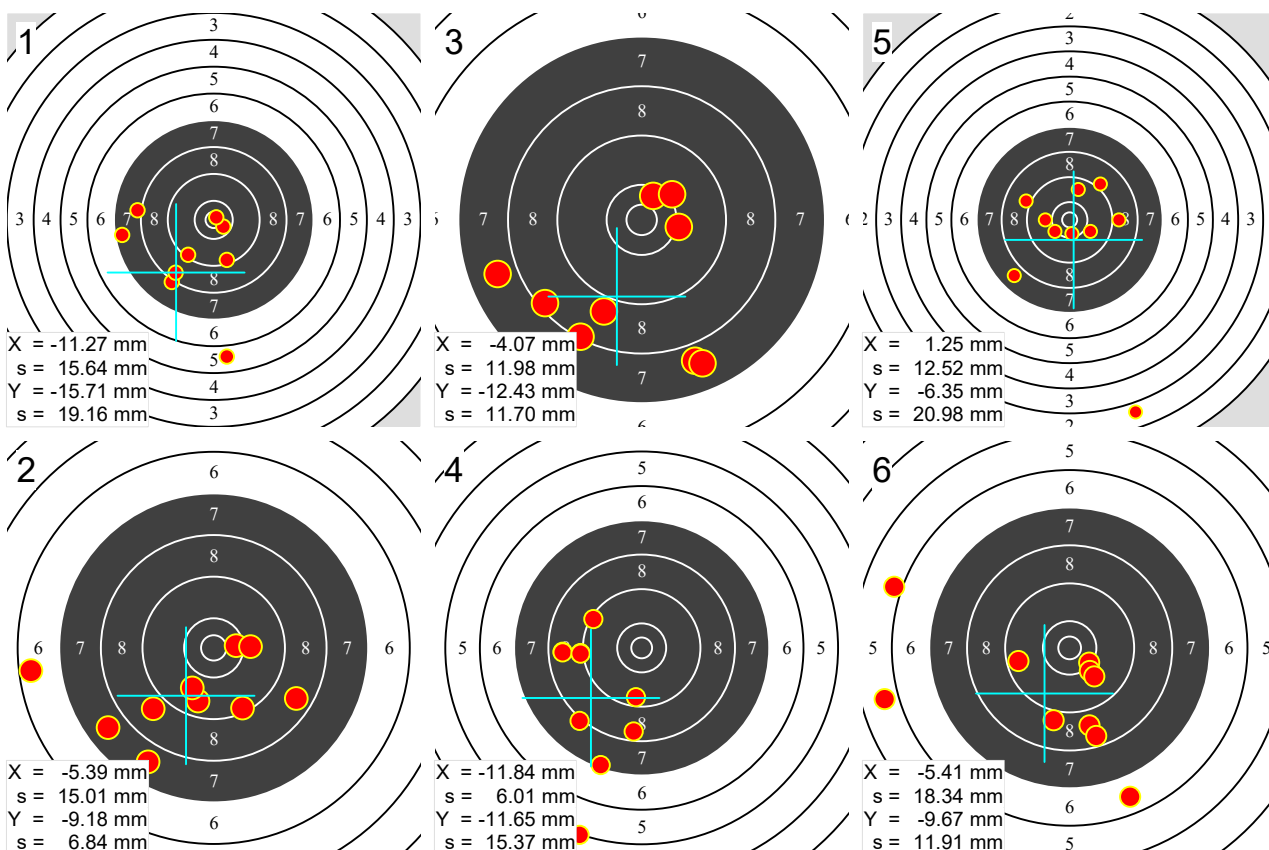 1
3
4
5
6
7
8
3 4 5 6 7 8 8 7 6 5 4 3
8
7
6
5
4
3
X = -11.27 mm
s = 15.64 mm
Y = -15.71 mm
s = 19.16 mm
3
6
7
8
7 8 8 7
8
7
6
X = -4.07 mm
s = 11.98 mm
Y = -12.43 mm
s = 11.70 mm
5
2
3
4
5
6
7
8
2 3 4 5 6 7 8 8 7 6 5 4 3
8
7
6
5
4
3
2
X = 1.25 mm
s = 12.52 mm
Y = -6.35 mm
s = 20.98 mm
2
6
7
8
6 7 8 8 7 6
8
7
6
X = -5.39 mm
s = 15.01 mm
Y = -9.18 mm
s = 6.84 mm
4
5
6
7
8
5 6 7 8 8 7 6 5
8
7
6
5
X = -11.84 mm
s = 6.01 mm
Y = -11.65 mm
s = 15.37 mm
6
5
6
7
8
5 6 7 8 8 7 6 5
8
7
6
5
X = -5.41 mm
s = 18.34 mm
Y = -9.67 mm
s = 11.91 mm